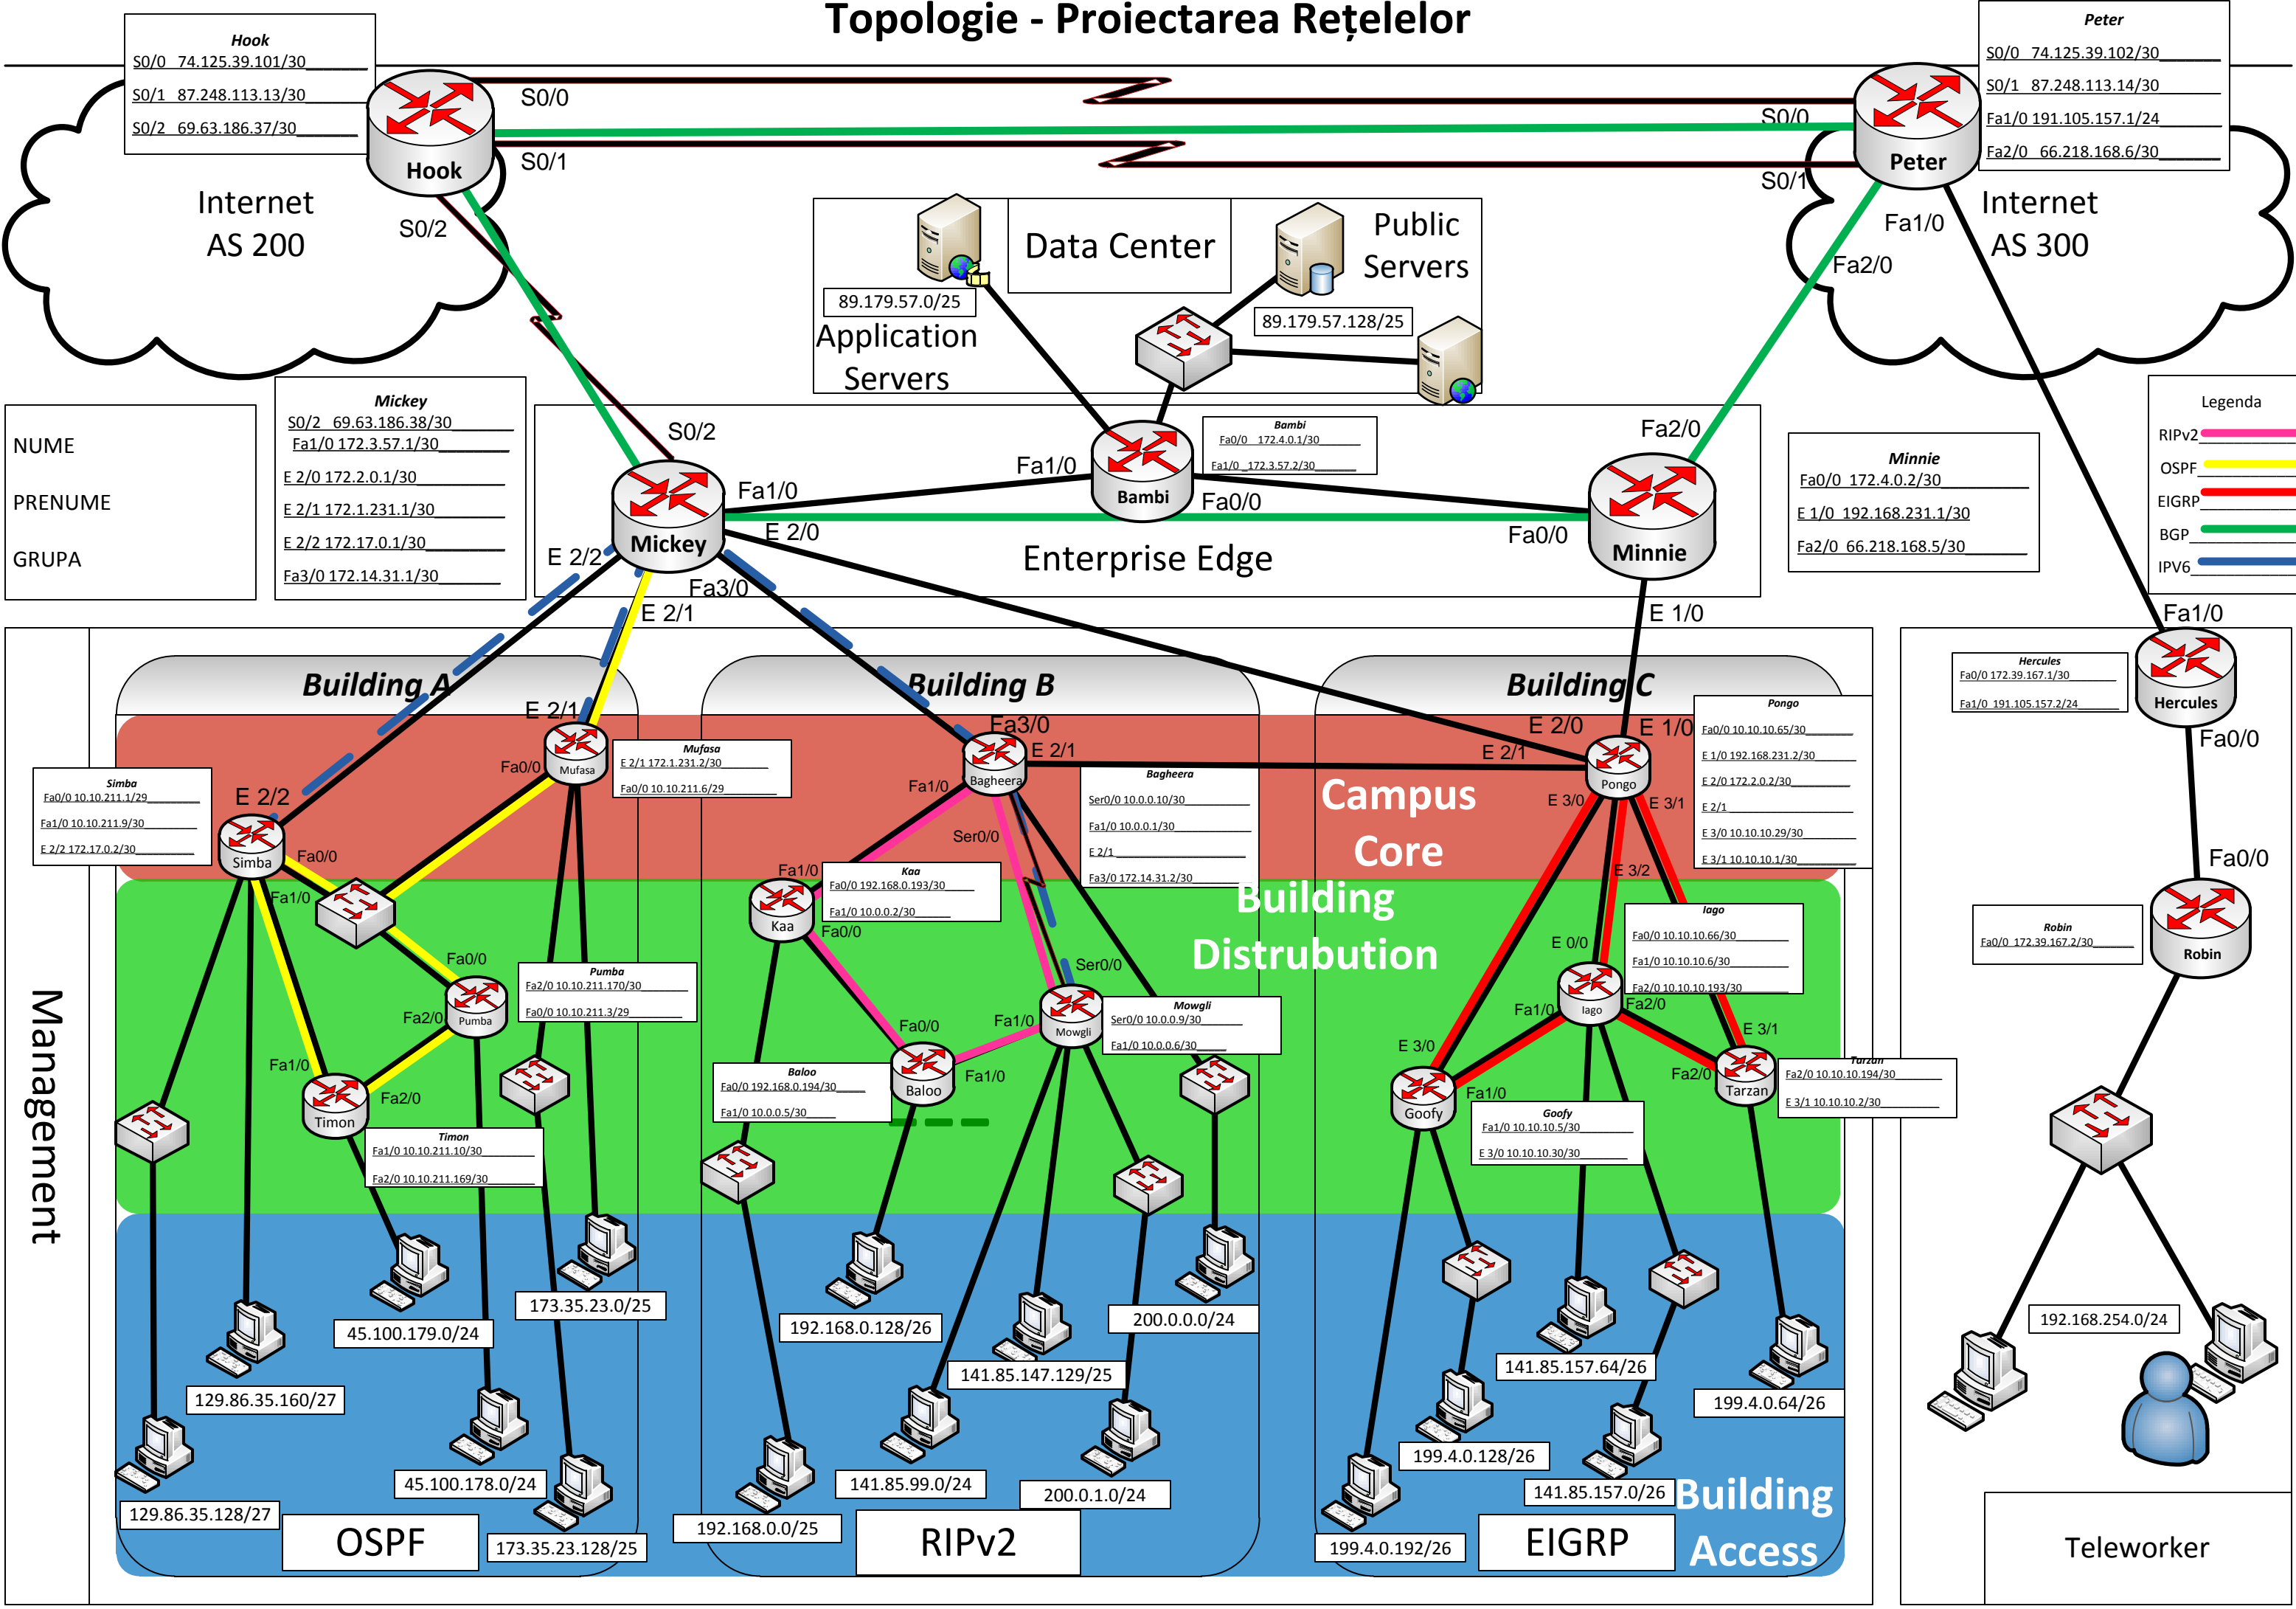 Topologie - Proiectarea Rețelelor
Hook
S0/0 74.125.39.101/30
S0/1 87.248.113.13/30
S0/2 69.63.186.37/30
Peter
S0/0 74.125.39.102/30
S0/1 87.248.113.14/30
Fa1/0 191.105.157.1/24
Fa2/0 66.218.168.6/30
Hook
S0/0
S0/1
S0/2
S0/0
S0/1
Peter
Fa1/0
Fa2/0
Internet
AS 200
Internet
AS 300
Data Center
Public
Servers
89.179.57.0/25
Application
Servers
89.179.57.128/25
NUME
PRENUME
GRUPA
Mickey
S0/2 69.63.186.38/30
Fa1/0 172.3.57.1/30
E 2/0 172.2.0.1/30
E 2/1 172.1.231.1/30
E 2/2 172.17.0.1/30
Fa3/0 172.14.31.1/30
S0/2
Mickey
Fa1/0
E 2/0
E 2/2
E 2/1
Fa3/0
Fa1/0
Bambi
Fa0/0
Bambi
Fa0/0 172.4.0.1/30
Fa1/0 172.3.57.2/30
Enterprise Edge
Fa2/0
Fa0/0
Minnie
E 1/0
Minnie
Fa0/0 172.4.0.2/30
E 1/0 192.168.231.1/30
Fa2/0 66.218.168.5/30
Legenda
RIPv2
OSPF
EIGRP
BGP
IPV6
Management
Building A
Building B
Building C
Campus
Core
Building
Distrubution
Building
Access
Simba
Fa0/0 10.10.211.1/29
Fa1/0 10.10.211.9/30
E 2/2 172.17.0.2/30
E 2/2
Simba
Fa0/0
Fa1/0
E 2/1
Fa0/0
Mufasa
Mufasa
E 2/1 172.1.231.2/30
Fa0/0 10.10.211.6/29
Fa0/0
Pumba
Fa2/0
Pumba
Fa2/0 10.10.211.170/30
Fa0/0 10.10.211.3/29
Fa1/0
Timon
Fa2/0
Timon
Fa1/0 10.10.211.10/30
Fa2/0 10.10.211.169/30
173.35.23.0/25
45.100.179.0/24
129.86.35.160/27
45.100.178.0/24
129.86.35.128/27
173.35.23.128/25
OSPF
Fa3/0
E 2/1
Bagheera
Fa1/0
Ser0/0
Bagheera
Ser0/0 10.0.0.10/30
Fa1/0 10.0.0.1/30
E 2/1
Fa3/0 172.14.31.2/30
Fa1/0
Kaa
Fa0/0
Kaa
Fa0/0 192.168.0.193/30
Fa1/0 10.0.0.2/30
Ser0/0
Fa1/0
Mowgli
Mowgli
Ser0/0 10.0.0.9/30
Fa1/0 10.0.0.6/30
Fa0/0
Baloo
Fa1/0
Baloo
Fa0/0 192.168.0.194/30
Fa1/0 10.0.0.5/30
192.168.0.128/26
200.0.0.0/24
141.85.147.129/25
141.85.99.0/24
200.0.1.0/24
192.168.0.0/25
RIPv2
E 2/0
E 1/0
E 2/1
Pongo
E 3/0
E 3/1
E 3/2
Pongo
Fa0/0 10.10.10.65/30
E 1/0 192.168.231.2/30
E 2/0 172.2.0.2/30
E 2/1
E 3/0 10.10.10.29/30
E 3/1 10.10.10.1/30
E 0/0
Iago
Fa1/0
Fa2/0
Iago
Fa0/0 10.10.10.66/30
Fa1/0 10.10.10.6/30
Fa2/0 10.10.10.193/30
E 3/0
Goofy
Fa1/0
Goofy
Fa1/0 10.10.10.5/30
E 3/0 10.10.10.30/30
E 3/1
Fa2/0
Tarzan
Tarzan
Fa2/0 10.10.10.194/30
E 3/1 10.10.10.2/30
141.85.157.64/26
199.4.0.64/26
199.4.0.128/26
141.85.157.0/26
199.4.0.192/26
EIGRP
Fa1/0
Hercules
Fa0/0
Hercules
Fa0/0 172.39.167.1/30
Fa1/0 191.105.157.2/24
Fa0/0
Robin
Robin
Fa0/0 172.39.167.2/30
192.168.254.0/24
Teleworker